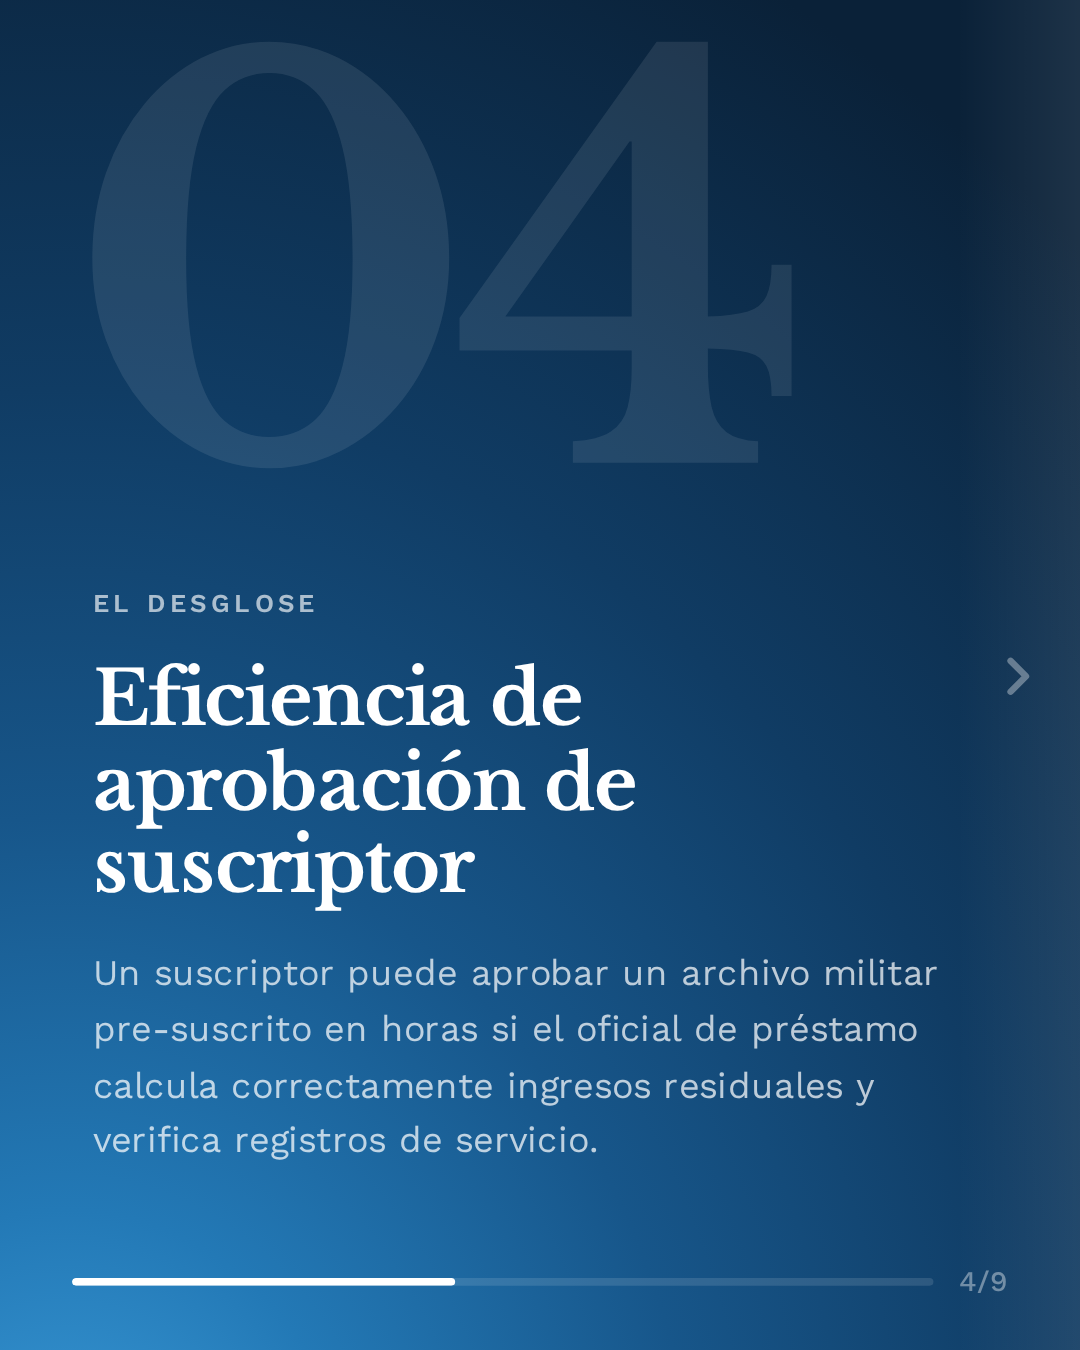 04
EL DESGLOSE
Eficiencia de
aprobación de
suscriptor
Un suscriptor puede aprobar un archivo militar
pre-suscrito en horas si el oficial de préstamo
calcula correctamente ingresos residuales y
verifica registros de servicio.
4/9